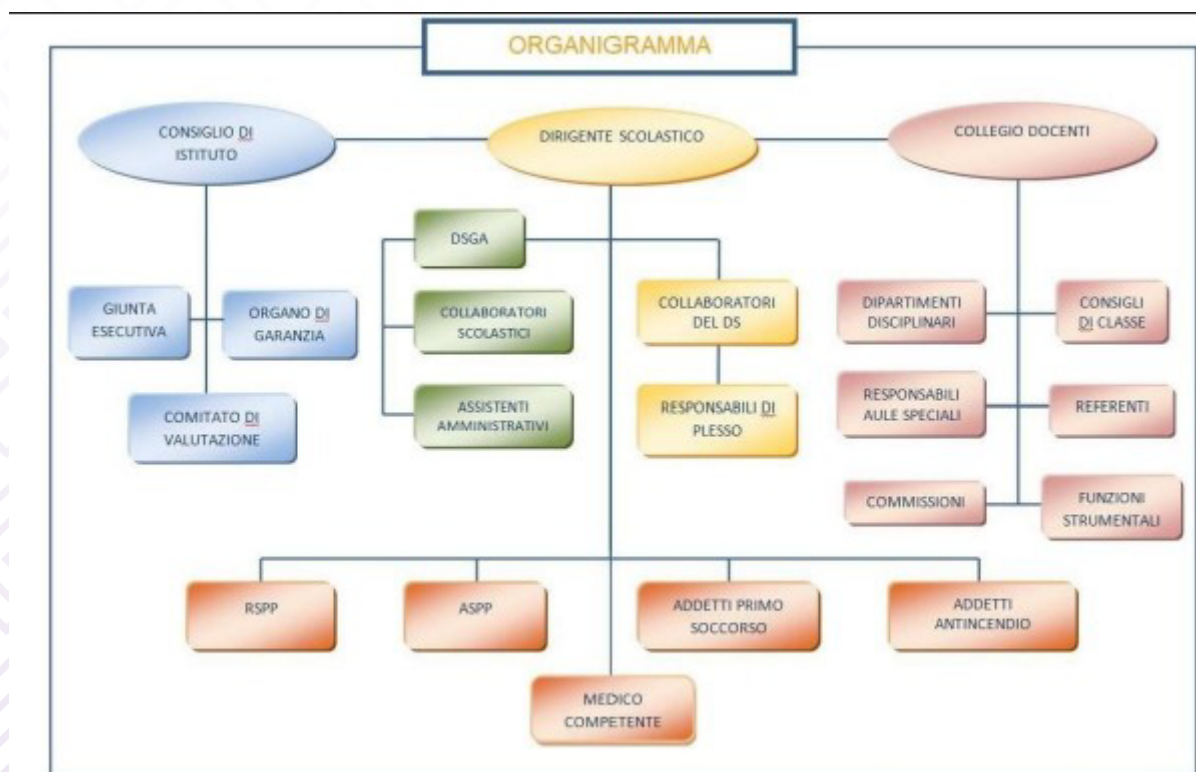 ORGANIGRAMMA
CONSIGLIO DI
ISTITUTO
DIRIGENTE SCOLASTICO
COLLEGIO DOCENTI
DSGA
GIUNTA
ESECUTIVA
ORGANO DI
GARANZIA
COLLABORATORI
SCOLASTICI
COLLABORATORI
DEL DS
DIPARTIMENTI
DISCIPLINARI
CONSIGLI
DI CLASSE
COMITATO DI
VALUTAZIONE
ASSISTENTI
AMMINISTRATIVI
RESPONSABILI DI
PLESSO
RESPONSABILI
AULE SPECIALI
REFERENTI
COMMISSIONI
FUNZIONI
STRUMENTALI
RSPP
ASPP
ADDETTI PRIMO
SOCCORSO
ADDETTI
ANTINCENDIO
MEDICO
COMPETENTE